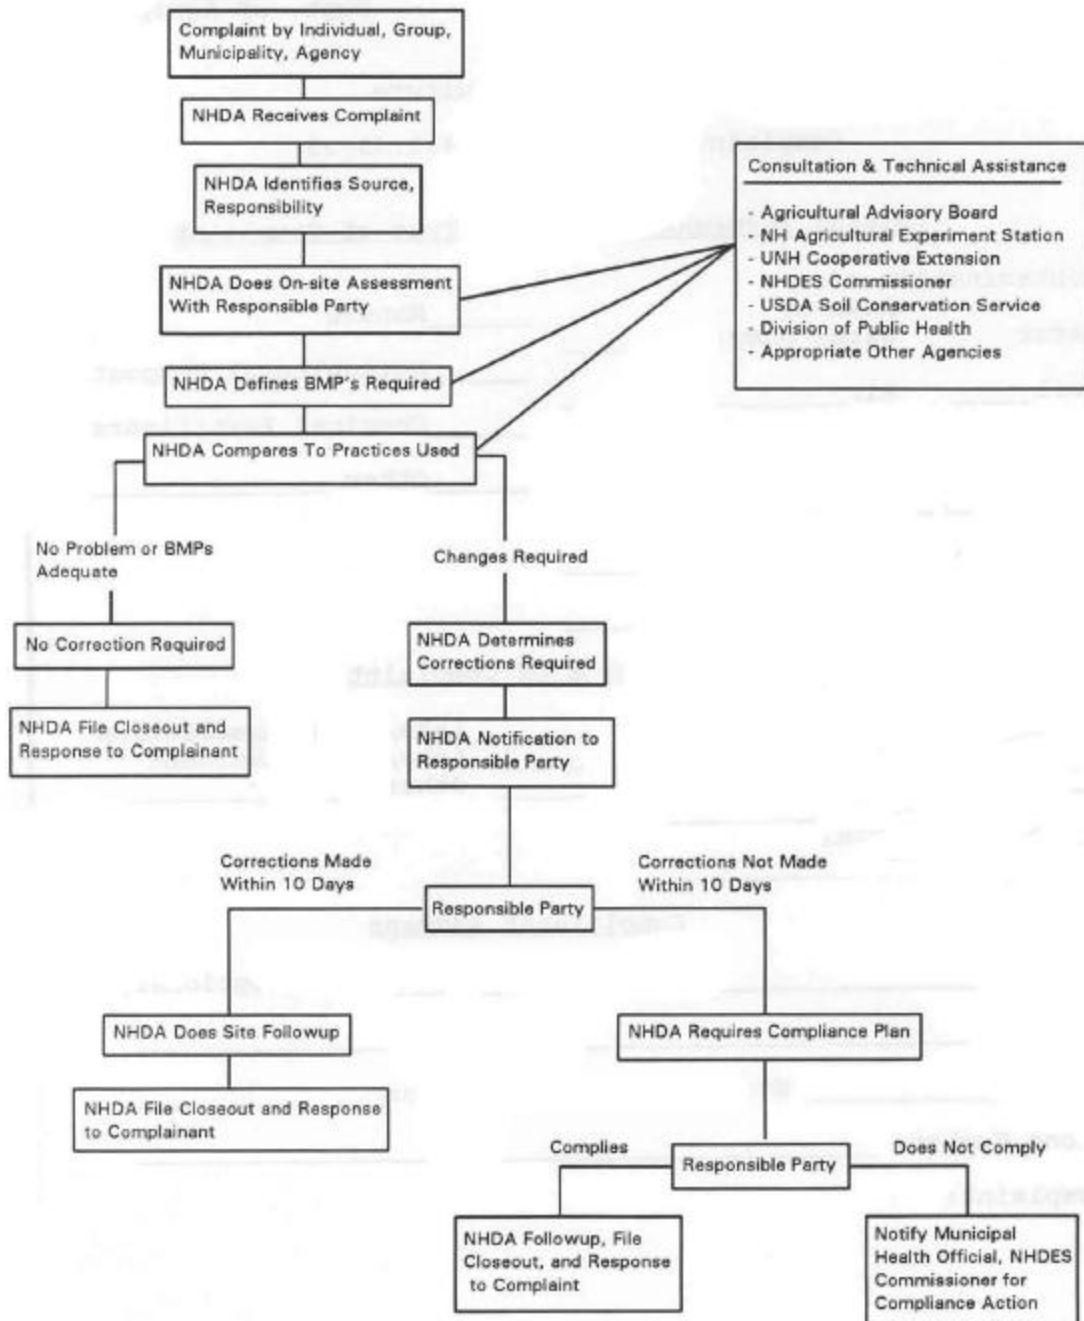 Complaint by Individual, Group,
Municipality, Agency
NHDA Receives Complaint
NHDA Identifies Source,
Responsibility
NHDA Does On-site Assessment
With Responsible Party
NHDA Defines BMP's Required
NHDA Compares To Practices Used
Consultation & Technical Assistance
- Agricultural Advisory Board
- NH Agricultural Experiment Station
- UNH Cooperative Extension
- NHDES Commissioner
- USDA Soil Conservation Service
- Division of Public Health
- Appropriate Other Agencies
No Problem or BMPs
Adequate
No Correction Required
NHDA File Closeout and
Response to Complainant
Changes Required
NHDA Determines
Corrections Required
NHDA Notification to
Responsible Party
Corrections Made
Within 10 Days
Responsible Party
Corrections Not Made
Within 10 Days
NHDA Does Site Followup
NHDA File Closeout and Response
to Complainant
NHDA Requires Compliance Plan
Complies
Responsible Party
Does Not Comply
NHDA Followup, File
Closeout, and Response
to Complaint
Notify Municipal
Health Official, NHDES
Commissioner for
Compliance Action